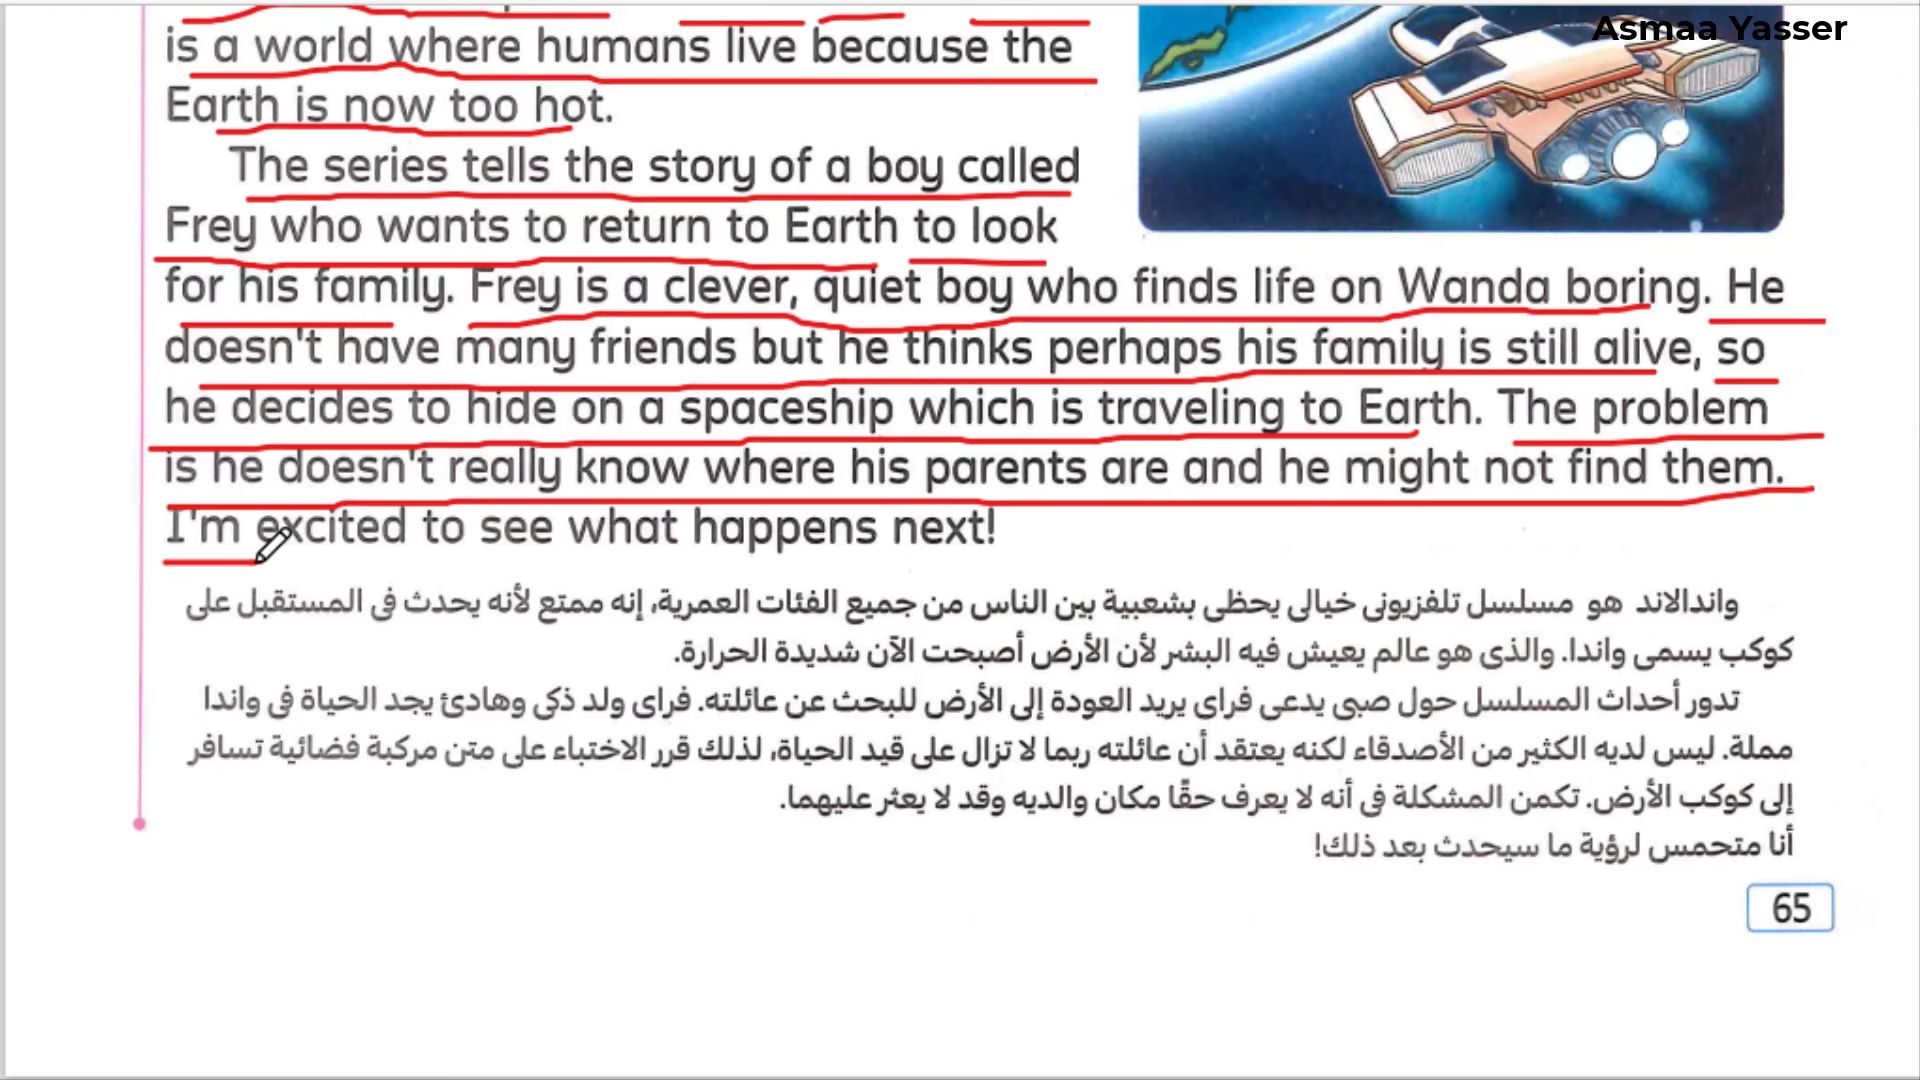 Asmaa Yasser
is a world where humans live because the
Earth is now too hot.
The series tells the story of a boy called
Frey who wants to return to Earth to look
for his family. Frey is a clever, quiet boy who finds life on Wanda boring. He
doesn't have many friends but he thinks perhaps his family is still alive, so
he decides to hide on a spaceship which is traveling to Earth. The problem
is he doesn't really know where his parents are and he might not find them.
I'm excited to see what happens next!
واندالاند هو مسلسل تلفزيونى خيالى يحظى بشعبية بين الناس من جميع الفئات العمرية، إنه ممتع لأنه يحدث فى المستقبل على
كوكب يسمى واندا. والذى هو عالم يعيش فيه البشر لأن الأرض أصبحت الآن شديدة الحرارة.
تدور أحداث المسلسل حول صبى يدعى فراى يريد العودة إلى الأرض للبحث عن عائلته. فراى ولد ذكى وهادئ يجد الحياة فى واندا
مملة. ليس لديه الكثير من الأصدقاء لكنه يعتقد أن عائلته ربما لا تزال على قيد الحياة، لذلك قرر الاختباء على متن مركبة فضائية تسافر
إلى كوكب الأرض. تكمن المشكلة فى أنه لا يعرف حقًا مكان والديه وقد لا يعثر عليهما.
أنا متحمس لرؤية ما سيحدث بعد ذلك!
65